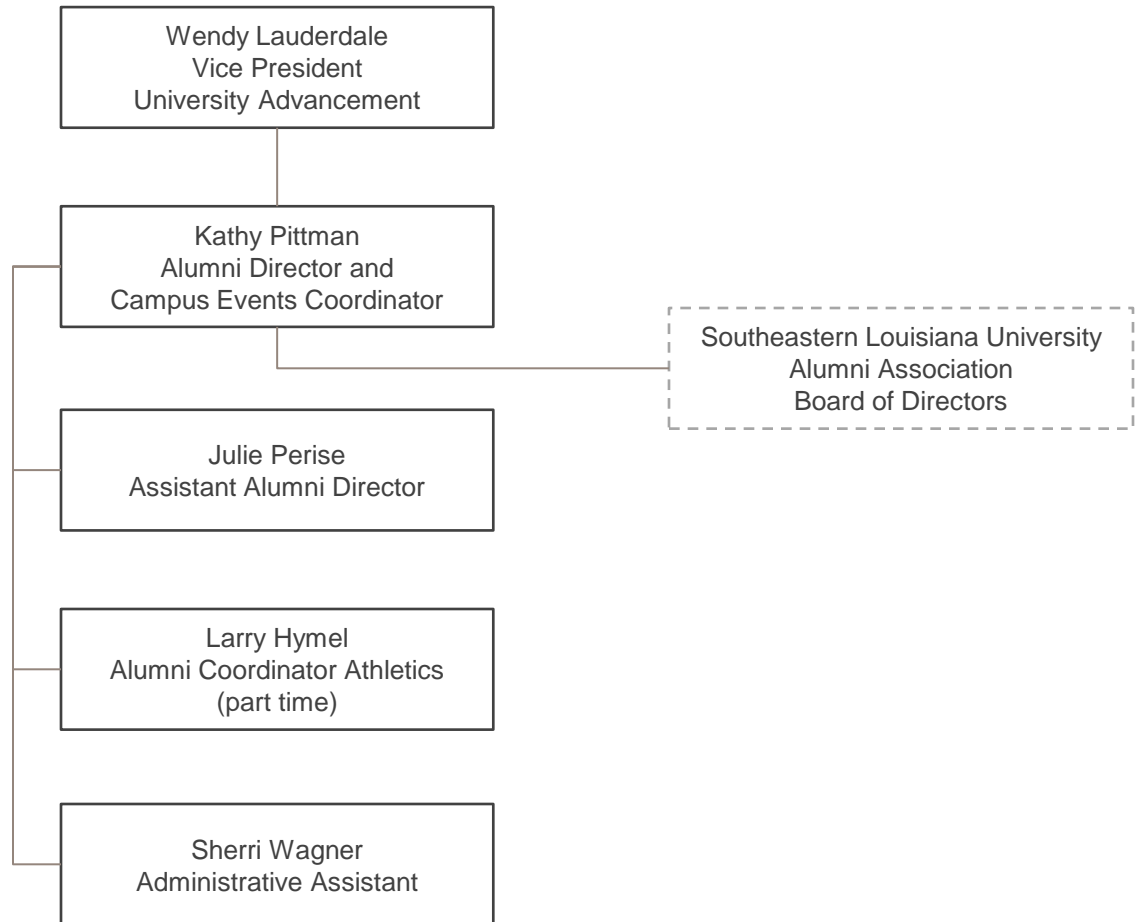 Wendy Lauderdale
Vice President
University Advancement
Kathy Pittman
Alumni Director and
Campus Events Coordinator
Southeastern Louisiana University
Alumni Association
Board of Directors
Julie Perise
Assistant Alumni Director
Larry Hymel
Alumni Coordinator Athletics
(part time)
Sherri Wagner
Administrative Assistant